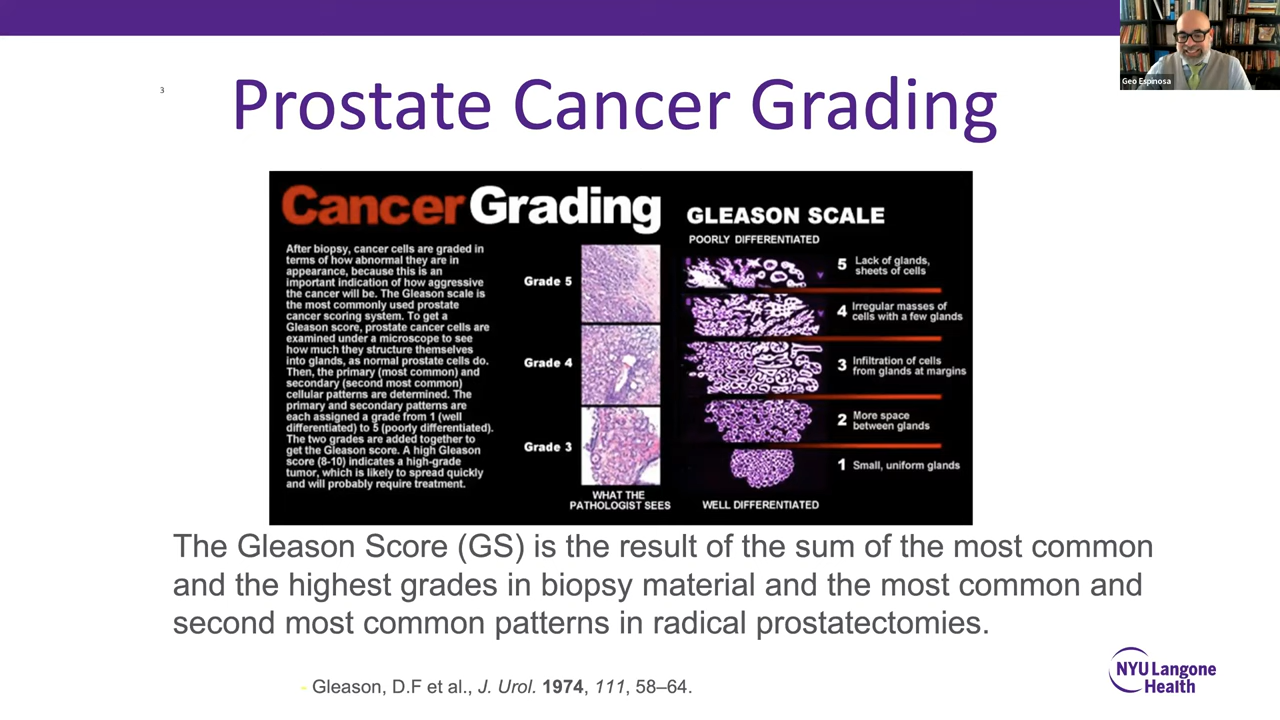 Geo Espinosa
3
Prostate Cancer Grading
Cancer Grading
After biopsy, cancer cells are graded in
terms of how abnormal they are in
appearance, because this is an
important indication of how aggressive
the cancer will be. The Gleason scale is
the most commonly used prostate
cancer scoring system. To get a
Gleason score, prostate cancer cells are
examined under a microscope to see
how much they structure themselves
into glands, as normal prostate cells do.
Then, the primary (most common) and
secondary (second most common)
cellular patterns are determined. The
primary and secondary patterns are
each assigned a grade from 1 (well
differentiated) to 5 (poorly differentiated).
The two grades are added together to
get the Gleason score. A high Gleason
score (8-10) indicates a high-grade
tumor, which is likely to spread quickly
and will probably require treatment.
Grade 5
Grade 4
Grade 3
WHAT THE
PATHOLOGIST SEES
GLEASON SCALE
POORLY DIFFERENTIATED
5 Lack of glands,
sheets of cells
4 Irregular masses of
cells with a few glands
3 Infiltration of cells
from glands at margins
2 More space
between glands
1 Small, uniform glands
WELL DIFFERENTIATED
The Gleason Score (GS) is the result of the sum of the most common
and the highest grades in biopsy material and the most common and
second most common patterns in radical prostatectomies.
- Gleason, D.F et al., J. Urol. 1974, 111, 58–64.
NYU Langone
Health